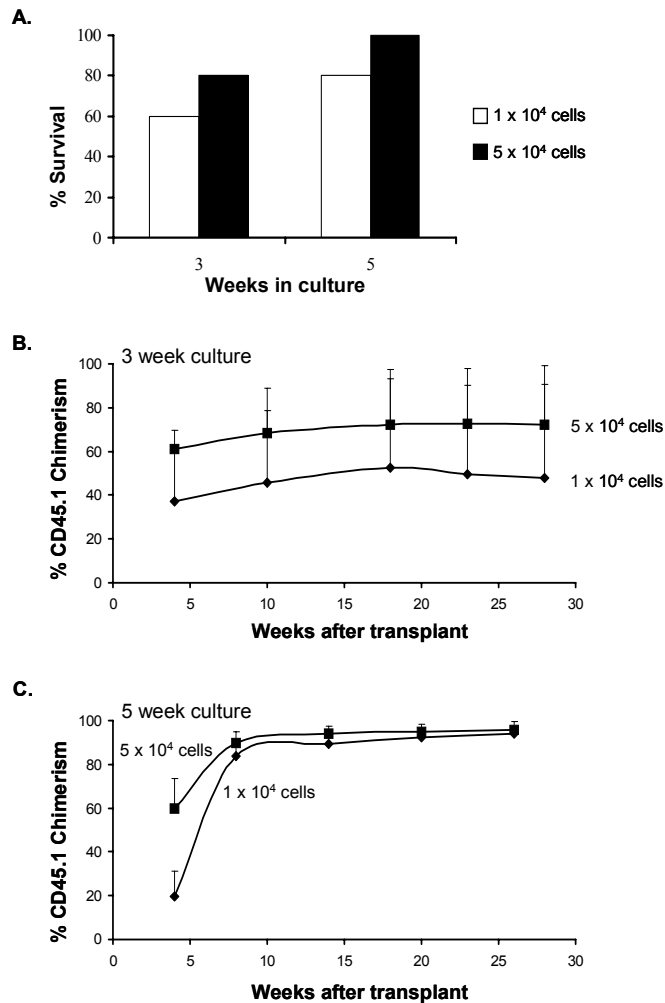 A.
100
80
60
40
20
0
% Survival
3
5
Weeks in culture
1 x 10⁴ cells
5 x 10⁴ cells
B.
3 week culture
100
80
60
40
20
0
% CD45.1 Chimerism
5 x 10⁴ cells
1 x 10⁴ cells
0 5 10 15 20 25 30
Weeks after transplant
C.
5 week culture
100
80
60
40
20
0
% CD45.1 Chimerism
5 x 10⁴ cells
1 x 10⁴ cells
0 5 10 15 20 25 30
Weeks after transplant